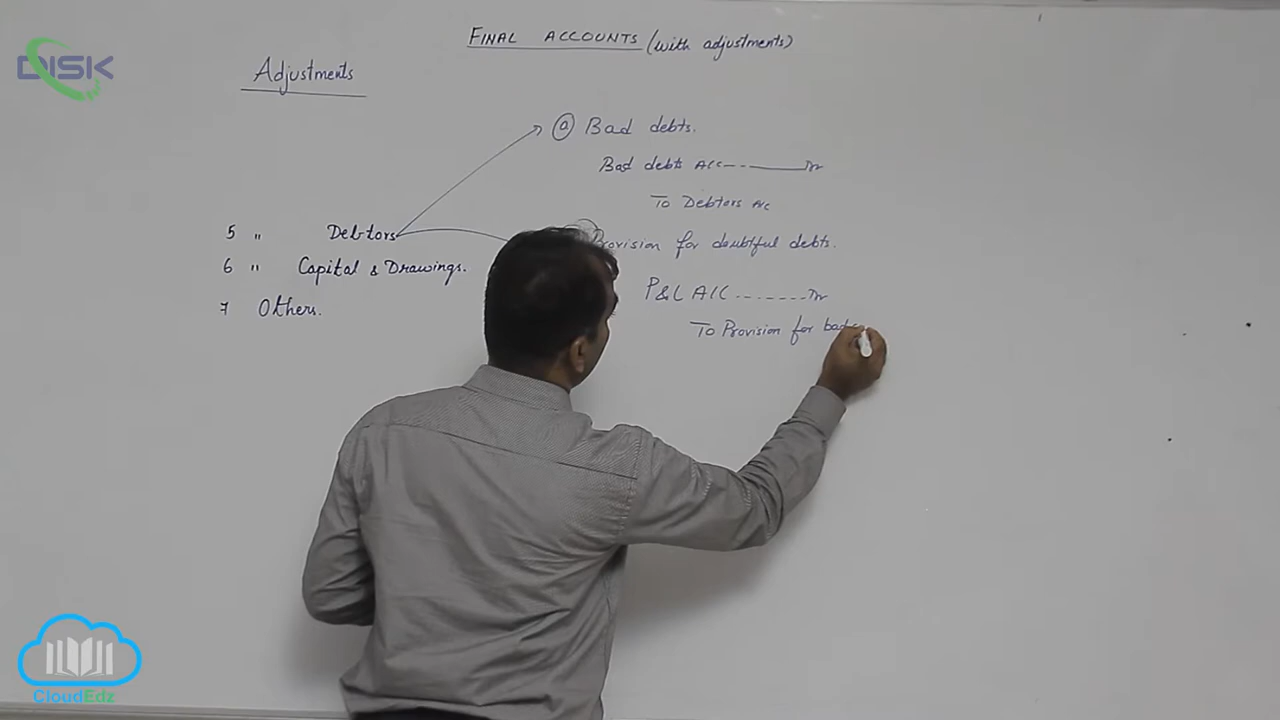 DISK
FINAL ACCOUNTS (with adjustments)
Adjustments
a Bad debts.
Bad debts A/c ------ Dr
To Debtors A/c
5 " Debtors
Provision for doubtful debts.
6 " Capital & Drawings.
P&L A/C -------- Dr
7 Others.
To Provision for bad
CloudEdz